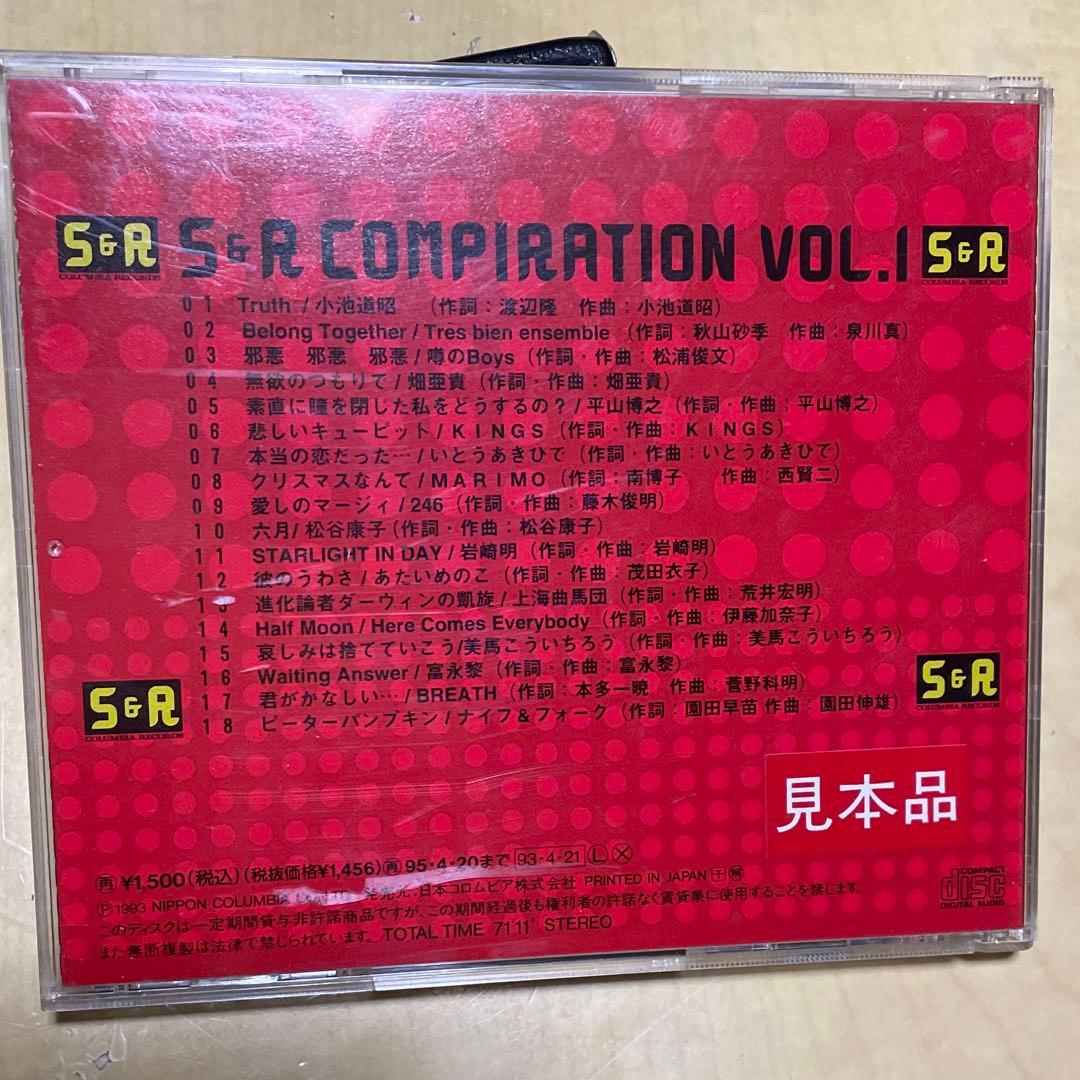 S&R COLUMBIA RECORDS
S&R COMPIRATION VOL.1
S&R COLUMBIA RECORDS
01 Truth / 小池道昭 （作詞：渡辺隆 作曲：小池道昭）
02 Belong Together / Très bien ensemble （作詞：秋山砂季 作曲：泉川真）
03 邪悪 邪悪 邪悪 / 噂のBoys（作詞・作曲：松浦俊文）
04 無欲のつもりで / 畑亜貴（作詞・作曲：畑亜貴）
05 素直に瞳を閉じた私をどうするの？/ 平山博之（作詞・作曲：平山博之）
06 悲しいキューピット / KINGS（作詞・作曲：KINGS）
07 本当の恋だった… / いとうあきひで（作詞・作曲：いとうあきひで）
08 クリスマスなんて / MARIMO（作詞：南博子 作曲：西賢二）
09 愛しのマージィ / 246（作詞・作曲：藤木俊明）
10 六月 / 松谷康子（作詞・作曲：松谷康子）
11 STARLIGHT IN DAY / 岩崎明（作詞・作曲：岩崎明）
12 彼のうわさ / あたいめのこ（作詞・作曲：茂田衣子）
13 進化論者ダーウィンの凱旋 / 上海曲馬団（作詞・作曲：荒井宏明）
14 Half Moon / Here Comes Everybody（作詞・作曲：伊藤加奈子）
15 哀しみは捨てていこう/美馬こういちろう（作詞・作曲：美馬こういちろう）
16 Waiting Answer / 富永黎（作詞・作曲：富永黎）
17 君がかなしい… / BREATH（作詞：本多一暁 作曲：菅野科明）
18 ピーターパンプキン / ナイフ＆フォーク（作詞：園田早苗 作曲：園田伸雄）
S&R COLUMBIA RECORDS
S&R COLUMBIA RECORDS
見本品
再 ¥1,500(税込)(税抜価格¥1,456)再95・4・20まで 93・4・21 L X
Ⓟ1993 NIPPON COLUMBIA 発売元：日本コロムビア株式会社 PRINTED IN JAPAN
このディスクは一定期間貸与非許諾商品ですが、この期間経過後も権利者の許諾なく賃貸業に使用することを禁じます。
また無断複製は法律で禁じられています。TOTAL TIME 71'11" STEREO
COMPACT disc DIGITAL AUDIO